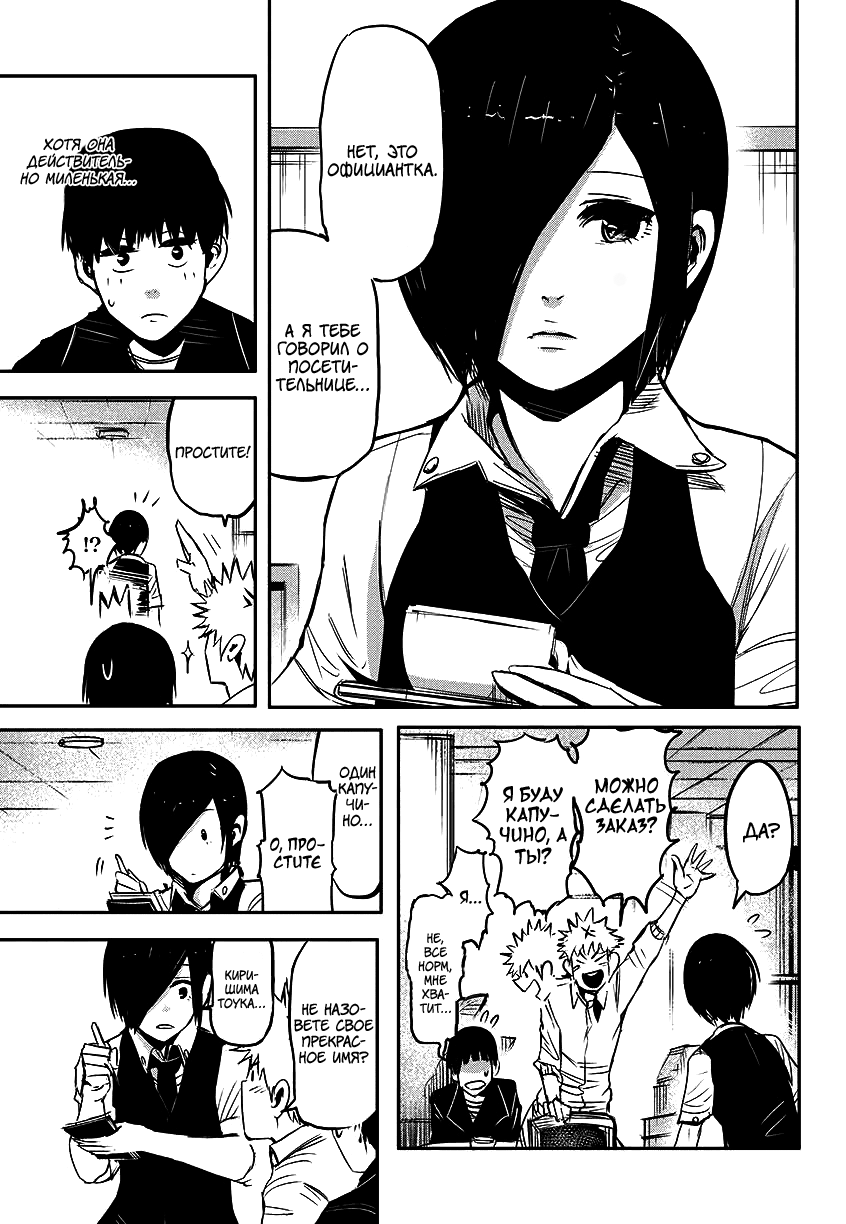 НЕТ, ЭТО
ОФИЦИАНТКА.
А Я ТЕБЕ
ГОВОРИЛ О
ПОСЕТИ-
ТЕЛЬНИЦЕ...
ХОТЯ ОНА
ДЕЙСТВИТЕЛЬ-
НО МИЛЕНЬКАЯ...
ПРОСТИТЕ!
!?
ДА?
МОЖНО
СДЕЛАТЬ
ЗАКАЗ?
Я БУДУ
КАПУ-
ЧИНО, А
ТЫ?
Я...
НЕ,
ВСЕ
НОРМ,
МНЕ
ХВА-
ТИТ...
ОДИН
КАПУ-
ЧИ-
НО...
О, ПРО-
СТИТЕ
НЕ НАЗО-
ВЕТЕ СВОЕ
ПРЕКРАС-
НОЕ ИМЯ?
КИРИ-
ШИМА
ТОУКА...